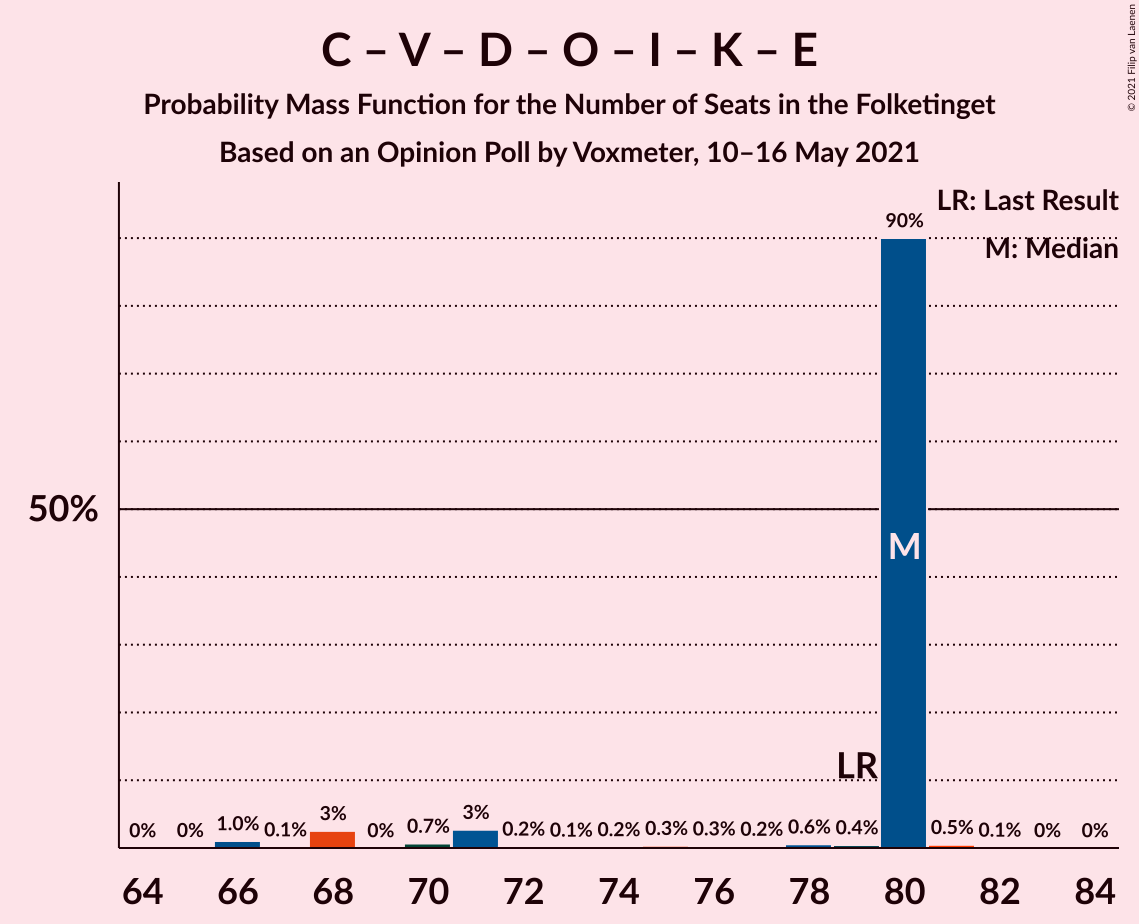 C – V – D – O – I – K – E
Probability Mass Function for the Number of Seats in the Folketinget
Based on an Opinion Poll by Voxmeter, 10–16 May 2021
© 2021 Filip van Laenen
LR: Last Result
M: Median
90%
50%
M
LR
0% 0% 1.0% 0.1% 3% 0% 0.7% 3% 0.2% 0.1% 0.2% 0.3% 0.3% 0.2% 0.6% 0.4% 0.5% 0.1% 0% 0%
64 66 68 70 72 74 76 78 80 82 84